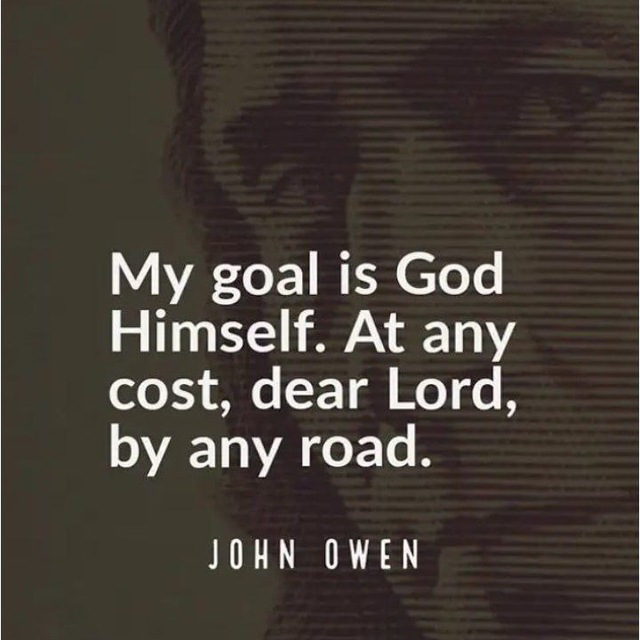 My goal is God
Himself. At any
cost, dear Lord,
by any road.
JOHN OWEN